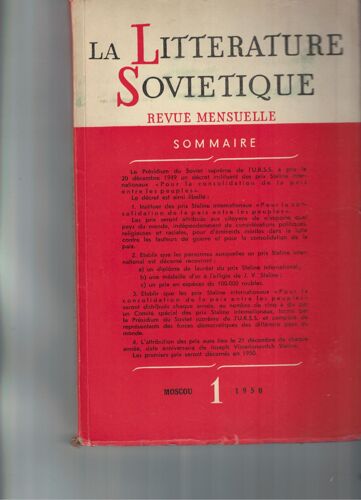 LA LITTERATURE
SOVIETIQUE
REVUE MENSUELLE
SOMMAIRE
Le Présidium du Soviet suprême de l'U.R.S.S. a pris le
20 décembre 1949 un décret instituant des prix Staline inter-
nationaux «Pour la consolidation de la paix
entre les peuples».
Le décret est ainsi libellé:
1. Instituer des prix Staline internationaux «Pour la con-
solidation de la paix entre les peuples».
Les prix seront attribués aux citoyens de n'importe quel
pays du monde, indépendamment de considérations politiques,
religieuses et raciales, pour d'éminents mérites dans la lutte
contre les fauteurs de guerre et pour la consolidation de la
paix.
2. Etablir que les personnes auxquelles un prix Staline inter-
national est décerné recevront:
a) un diplôme de lauréat du prix Staline international,
b) une médaille d'or à l'effigie de J. V. Staline;
c) un prix en espèces de 100.000 roubles.
3. Etablir que les prix Staline internationaux «Pour la
consolidation de la paix entre les peuples»
seront distribués chaque année, au nombre de cinq à dix par
un Comité spécial des prix Staline internationaux, formé par
le Présidium du Soviet suprême de l'U.R.S.S. et composé de
représentants des forces démocratiques des différents pays du
monde.
4. L'attribution des prix aura lieu le 21 décembre de chaque
année, date anniversaire de Joseph Vissarionovitch Staline.
Les premiers prix seront décernés en 1950.
MOSCOU 1 1950